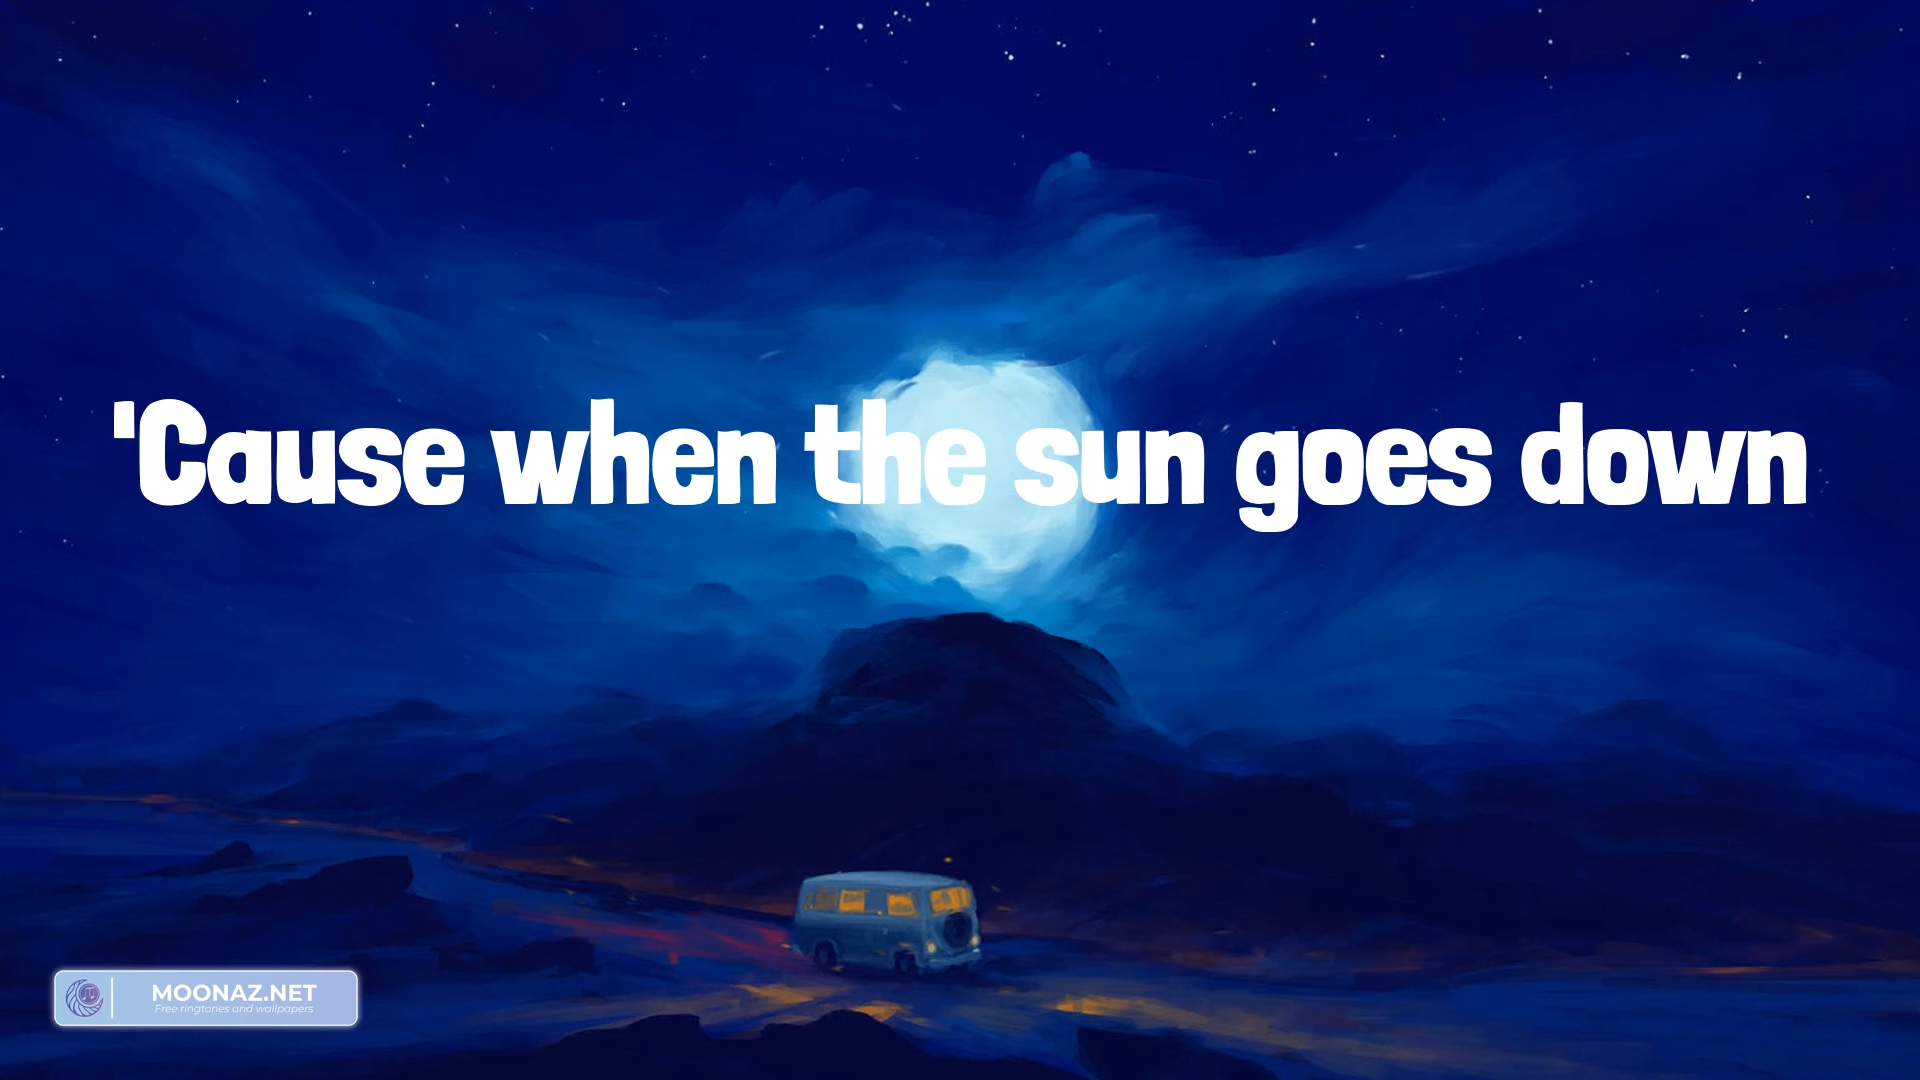 'Cause when the sun goes down
MOONAZ.NET
Free ringtones and wallpapers